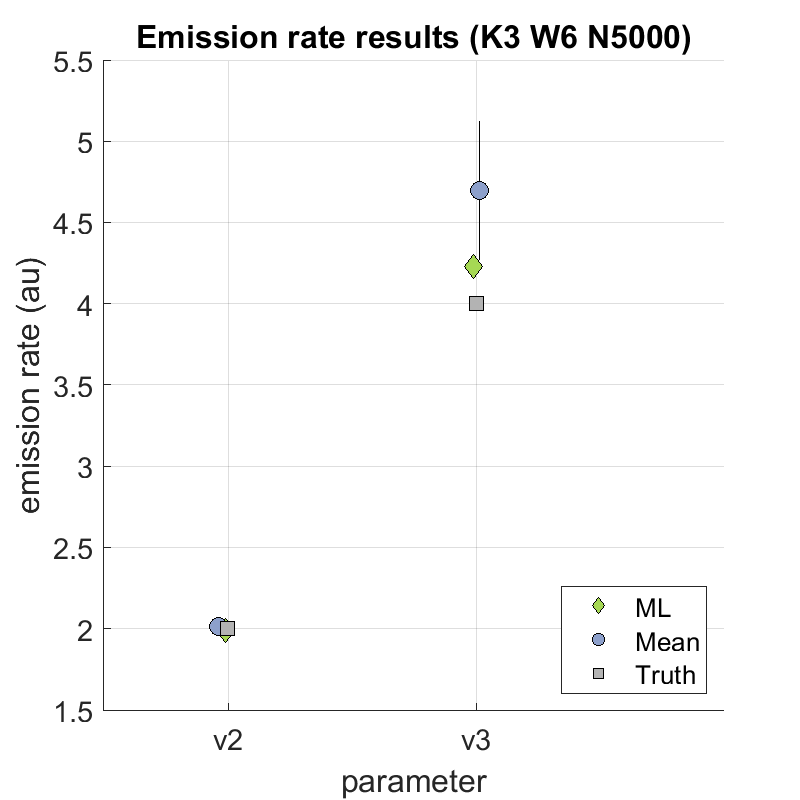 Emission rate results (K3 W6 N5000)
5.5
5
4.5
4
3.5
3
2.5
2
1.5
emission rate (au)
ML
Mean
Truth
v2 v3
parameter